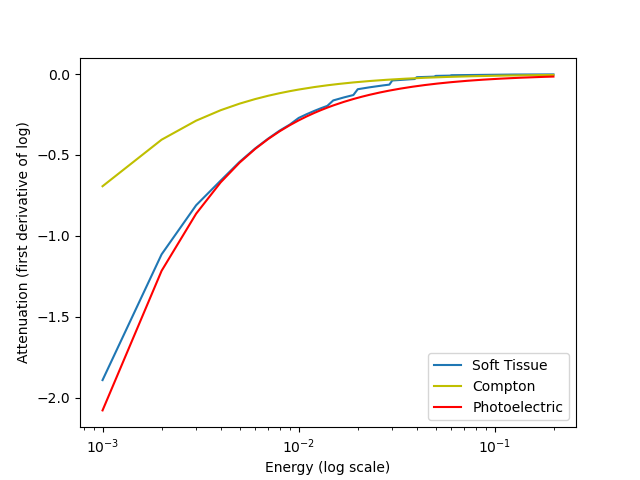 0.0
−0.5
−1.0
−1.5
−2.0
Attenuation (first derivative of log)
Soft Tissue
Compton
Photoelectric
10⁻³
10⁻²
10⁻¹
Energy (log scale)